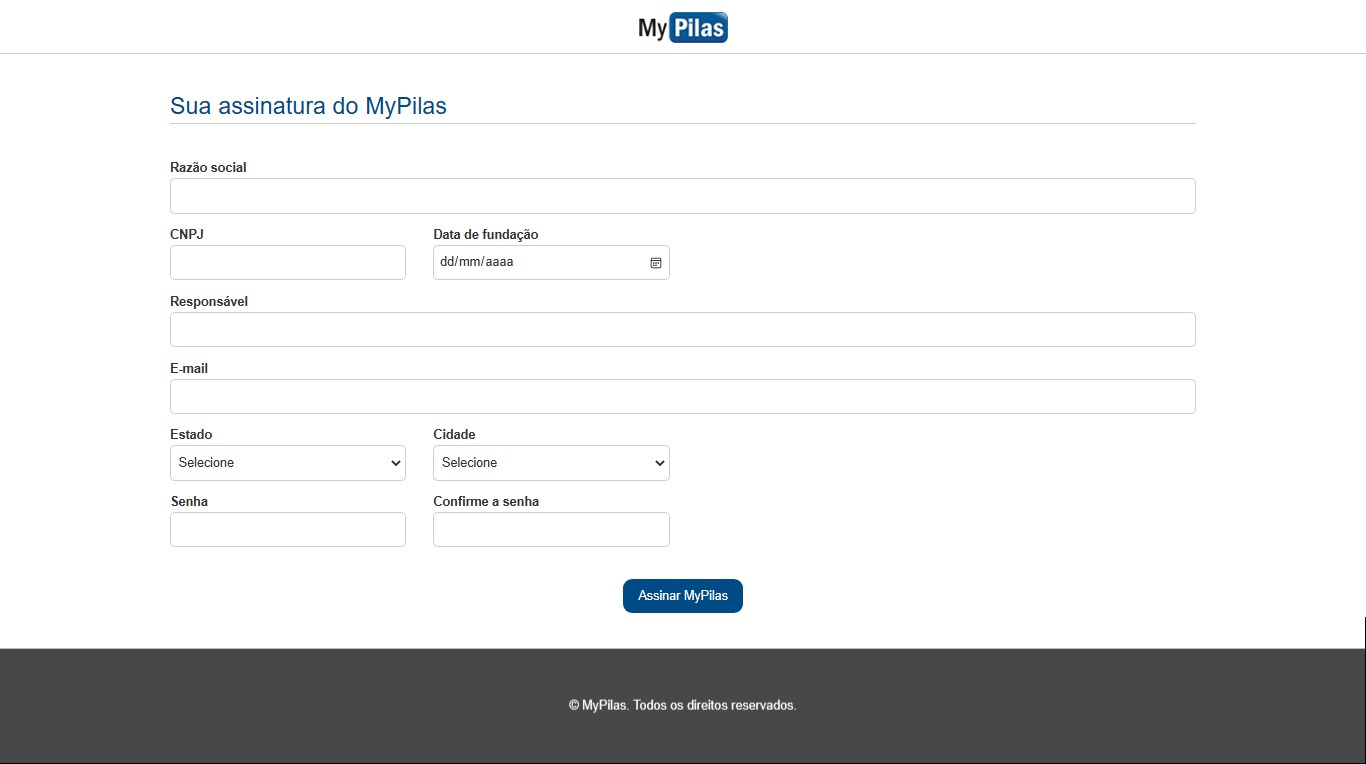 My Pilas
Sua assinatura do MyPilas
Razão social
CNPJ Data de fundação
dd/mm/aaaa
Responsável
E-mail
Estado Cidade
Selecione Selecione
Senha Confirme a senha
Assinar MyPilas
© MyPilas. Todos os direitos reservados.